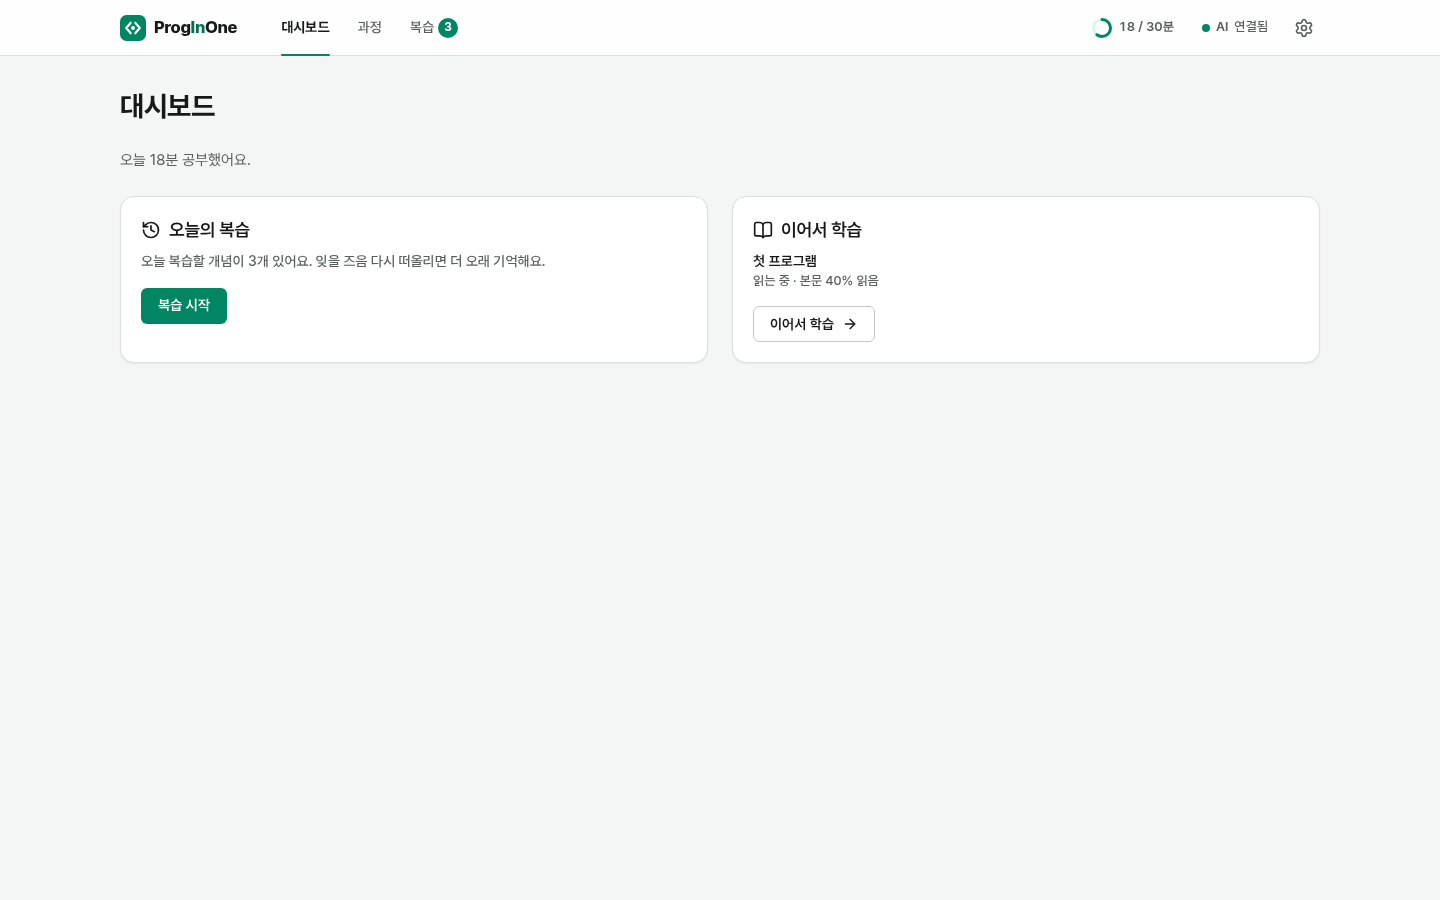 ProgInOne 대시보드 과정 복습 3 18 / 30분 AI 연결됨
대시보드
오늘 18분 공부했어요.
오늘의 복습
오늘 복습할 개념이 3개 있어요. 잊을 즈음 다시 떠올리면 더 오래 기억해요.
복습 시작
이어서 학습
첫 프로그램
읽는 중 · 본문 40% 읽음
이어서 학습